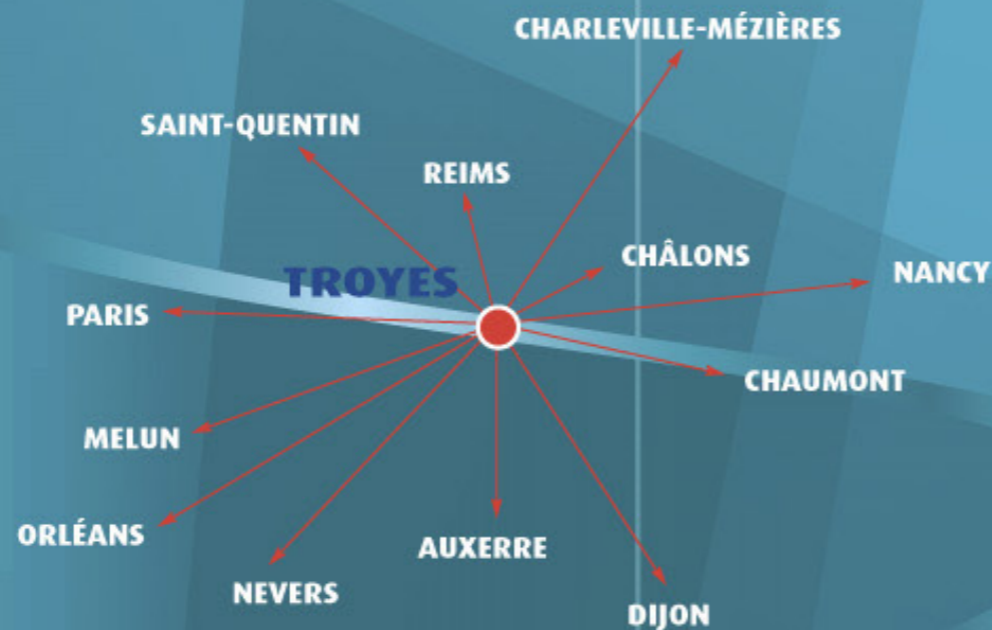 CHARLEVILLE-MÉZIÈRES
SAINT-QUENTIN
REIMS
CHÂLONS
NANCY
TROYES
PARIS
CHAUMONT
MELUN
ORLÉANS
AUXERRE
NEVERS
DIJON